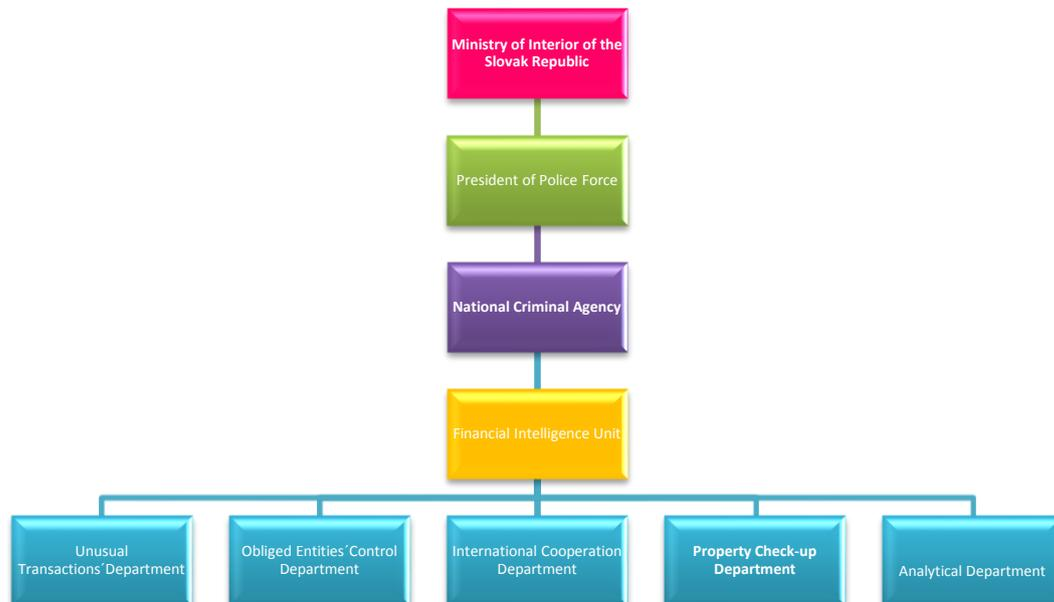 Ministry of Interior of the
Slovak Republic
President of Police Force
National Criminal Agency
Financial Intelligence Unit
Unusual
Transactions´Department
Obliged Entities´Control
Department
International Cooperation
Department
Property Check-up
Department
Analytical Department